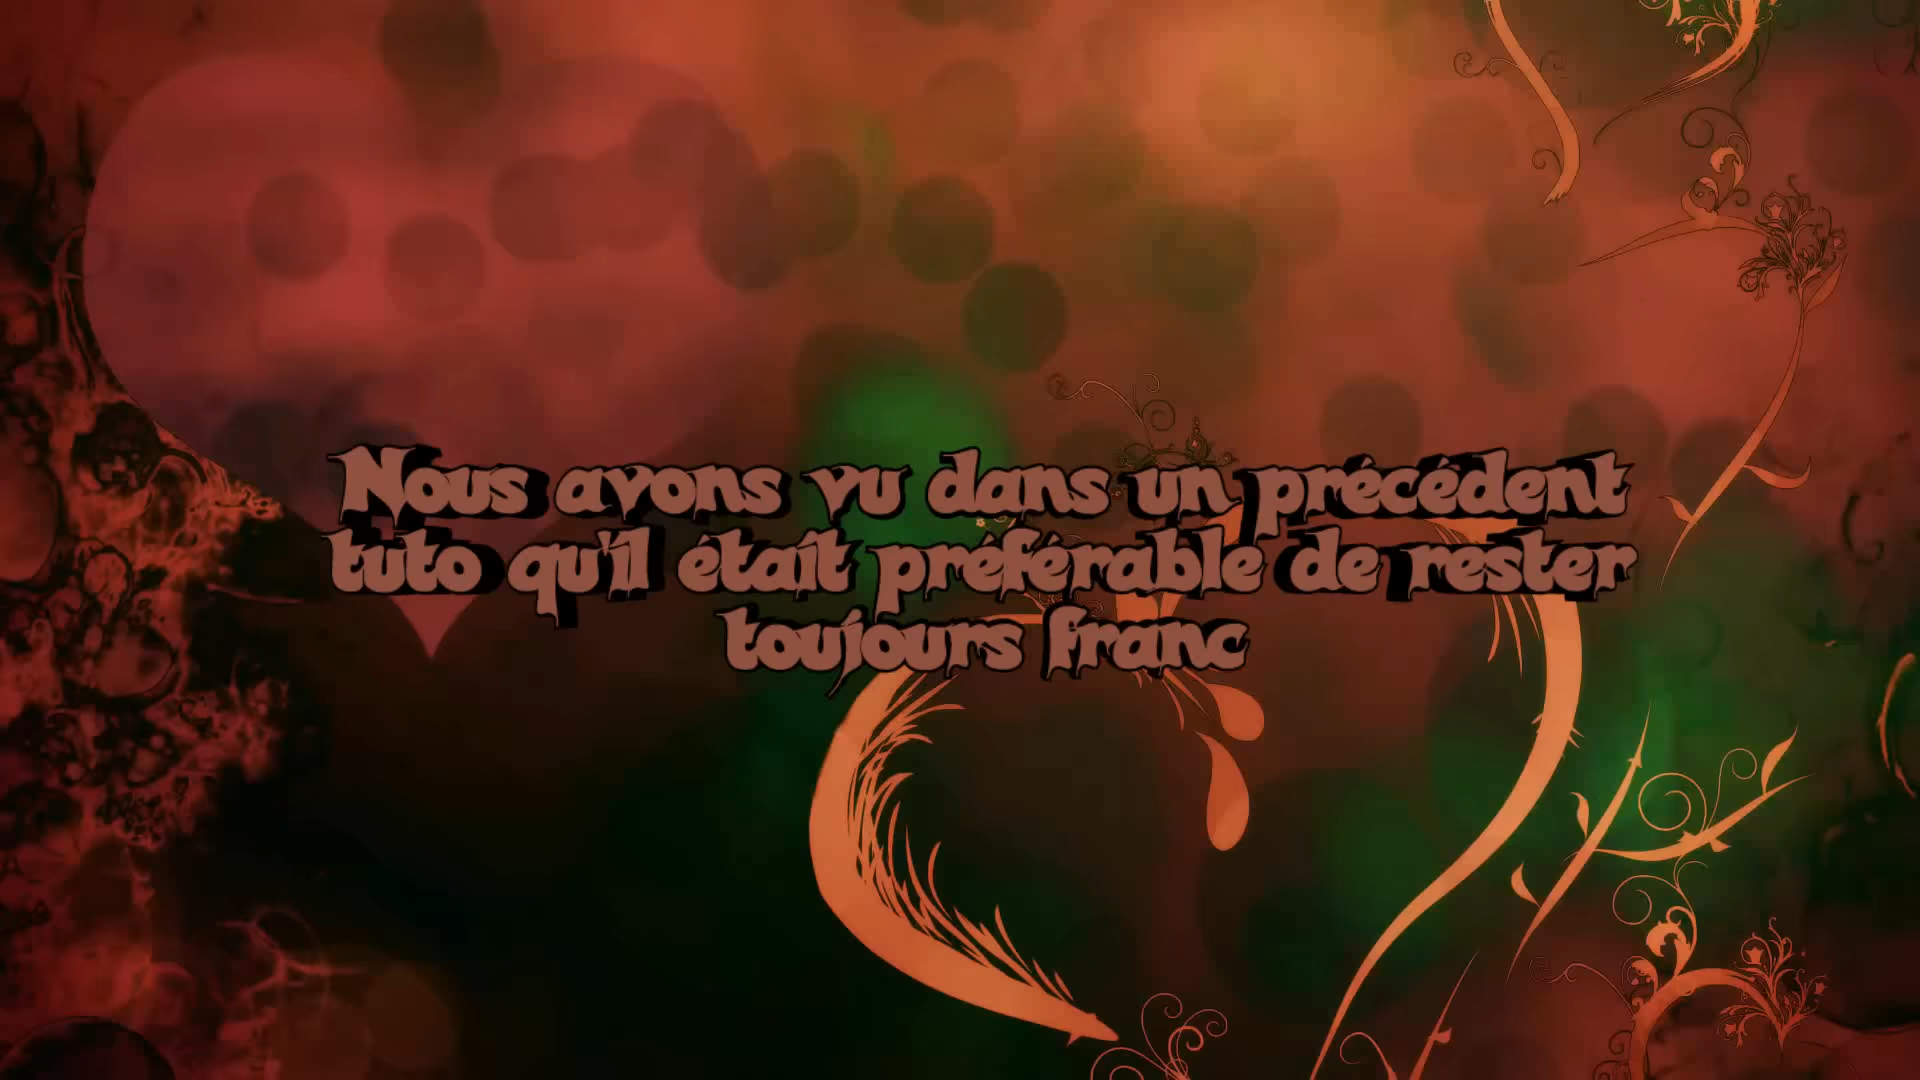 Nous avons vu dans un précédent
tuto qu'il était préférable de rester
toujours franc